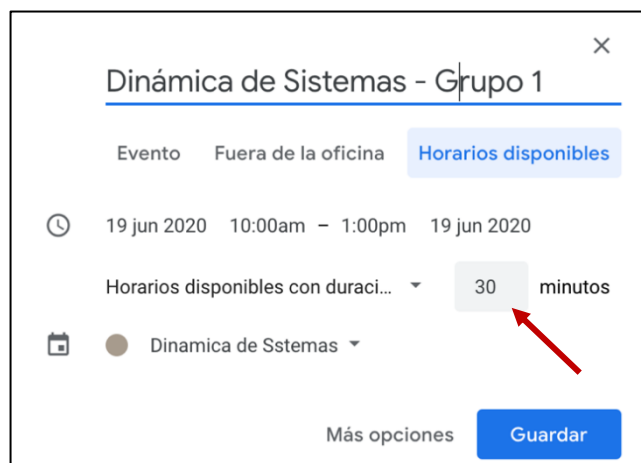 Dinámica de Sistemas - Grupo 1
Evento Fuera de la oficina Horarios disponibles
19 jun 2020 10:00am – 1:00pm 19 jun 2020
Horarios disponibles con duraci... 30 minutos
Dinamica de Sstemas
Más opciones Guardar